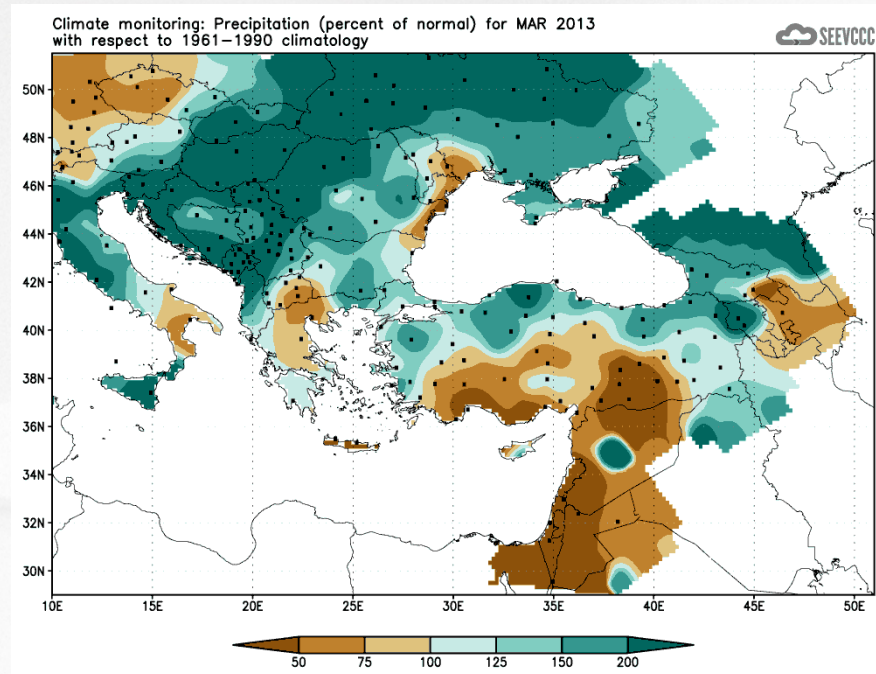 Climate monitoring: Precipitation (percent of normal) for MAR 2013
with respect to 1961–1990 climatology
SEEVCCC
50N
48N
46N
44N
42N
40N
38N
36N
34N
32N
30N
10E 15E 20E 25E 30E 35E 40E 45E 50E
50 75 100 125 150 200